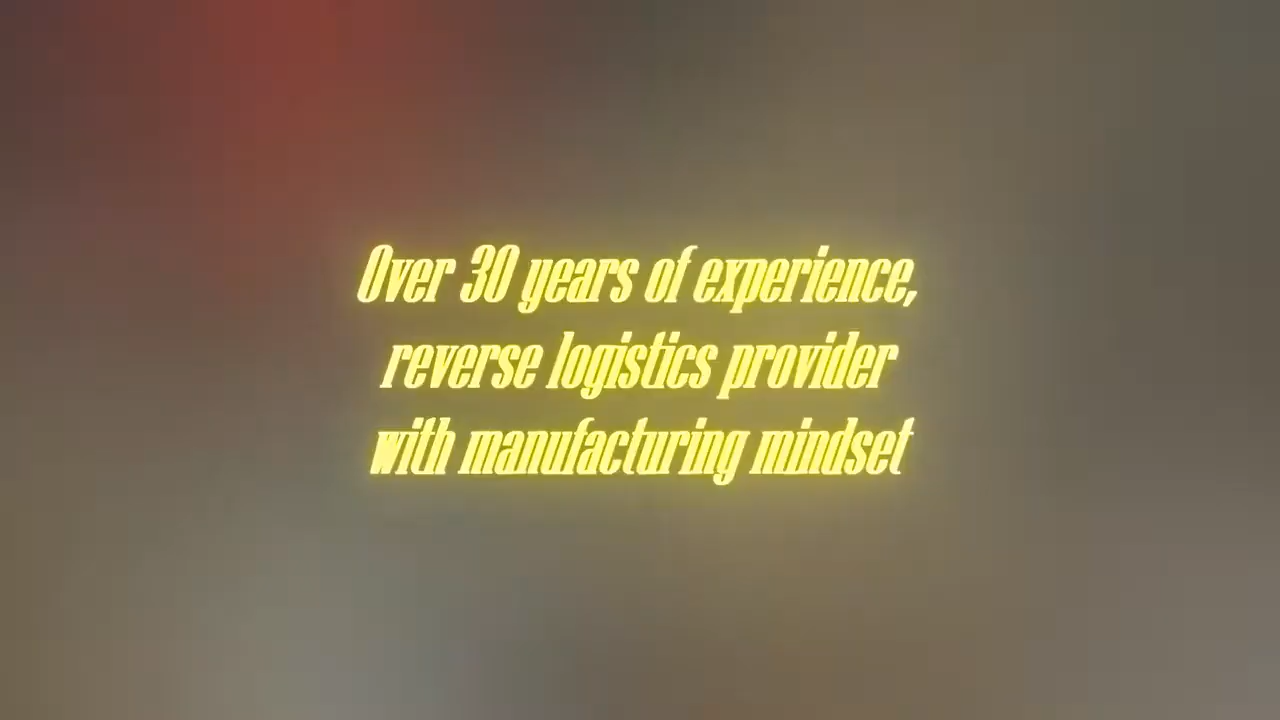 Over 30 years of experience,
reverse logistics provider
with manufacturing mindset